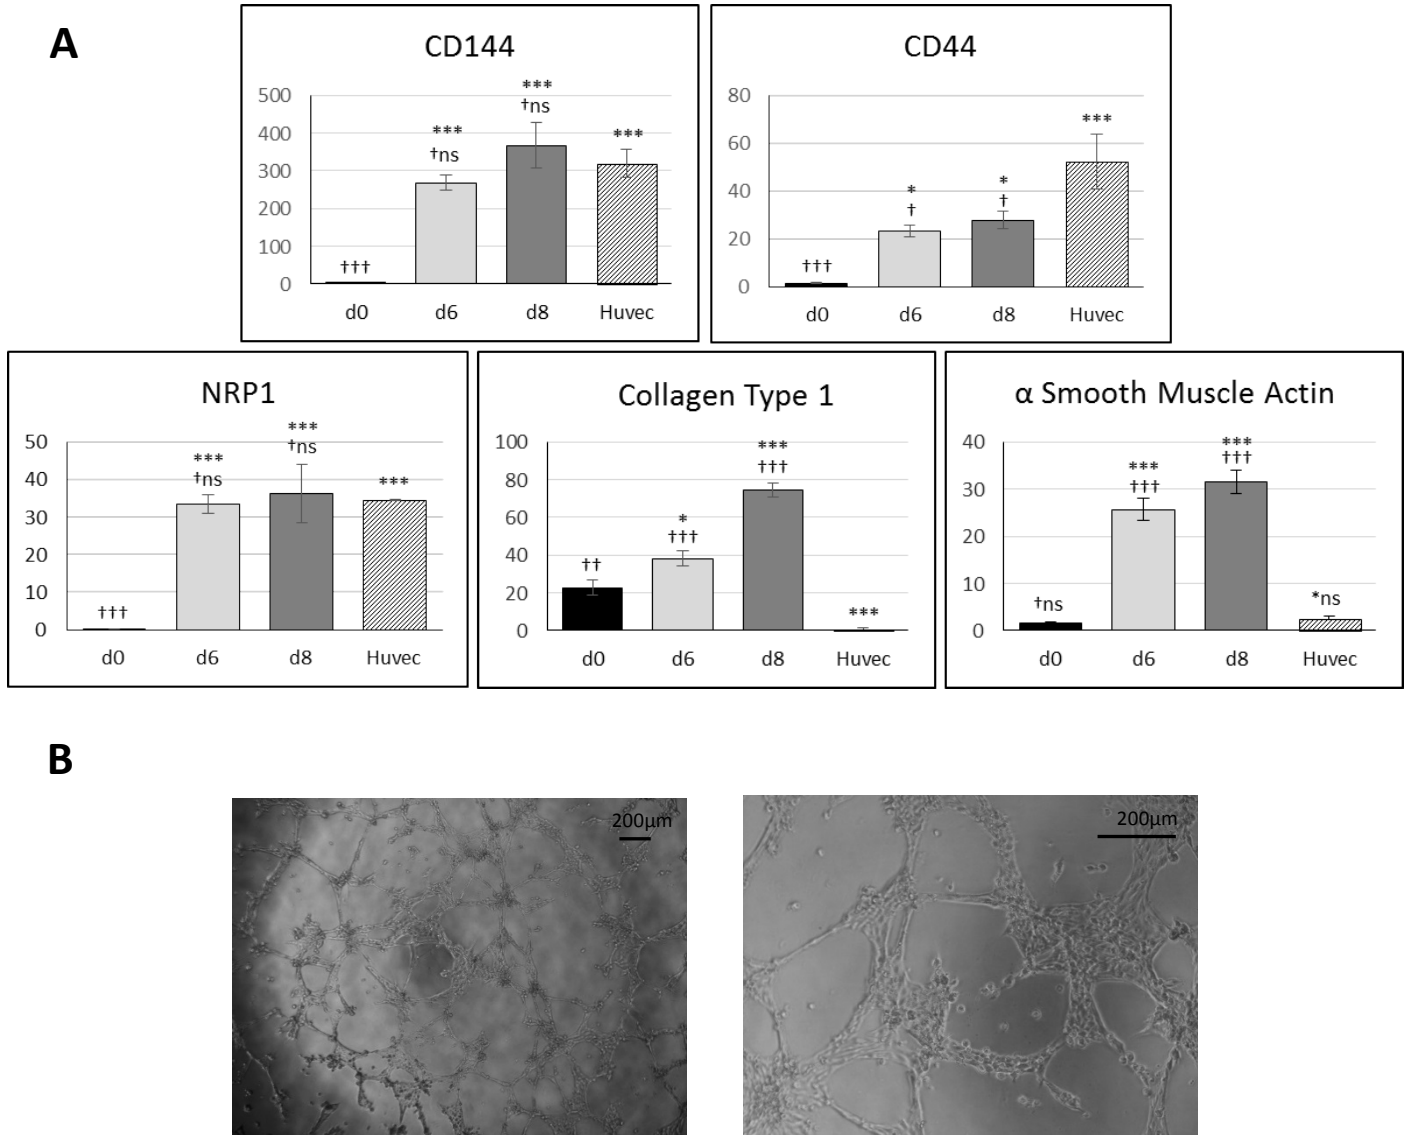 A
CD144
500
400
300
200
100
0
***
†ns
***
†ns
***
†††
d0 d6 d8 Huvec
CD44
80
60
40
20
0
***
*
†
*
†
†††
d0 d6 d8 Huvec
NRP1
50
40
30
20
10
0
***
†ns
***
†ns
***
†††
d0 d6 d8 Huvec
Collagen Type 1
100
80
60
40
20
0
***
†††
*
†††
††
***
d0 d6 d8 Huvec
α Smooth Muscle Actin
40
30
20
10
0
***
†††
***
†††
†ns
*ns
d0 d6 d8 Huvec
B
200μm
200μm